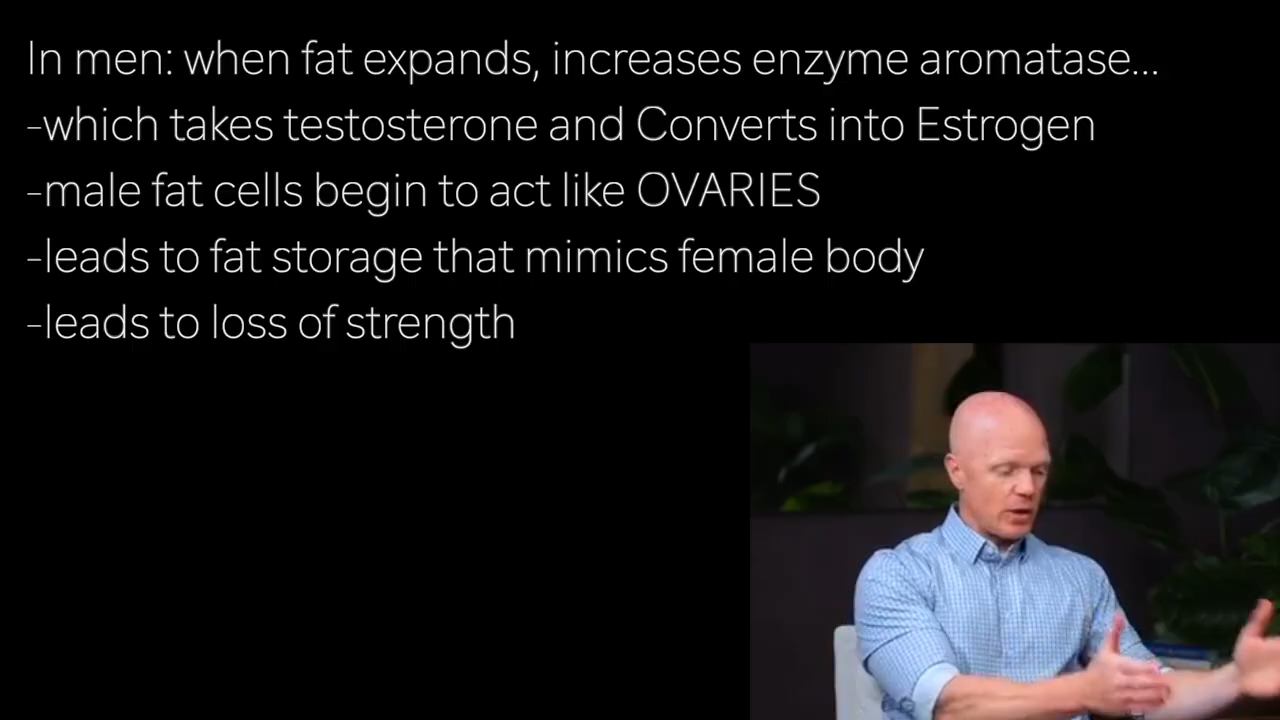 In men: when fat expands, increases enzyme aromatase...
-which takes testosterone and Converts into Estrogen
-male fat cells begin to act like OVARIES
-leads to fat storage that mimics female body
-leads to loss of strength